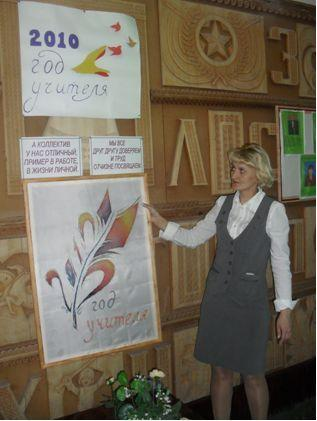 2010
год
учителя
А КОЛЛЕКТИВ
У НАС ОТЛИЧНЫЙ,
ПРИМЕР В РАБОТЕ,
В ЖИЗНИ ЛИЧНОЙ.
МЫ ВСЕ
ДРУГ ДРУГУ ДОВЕРЯЕМ
И ТРУД
ОТЧИЗНЕ ПОСВЯЩАЕМ.
год
учителя